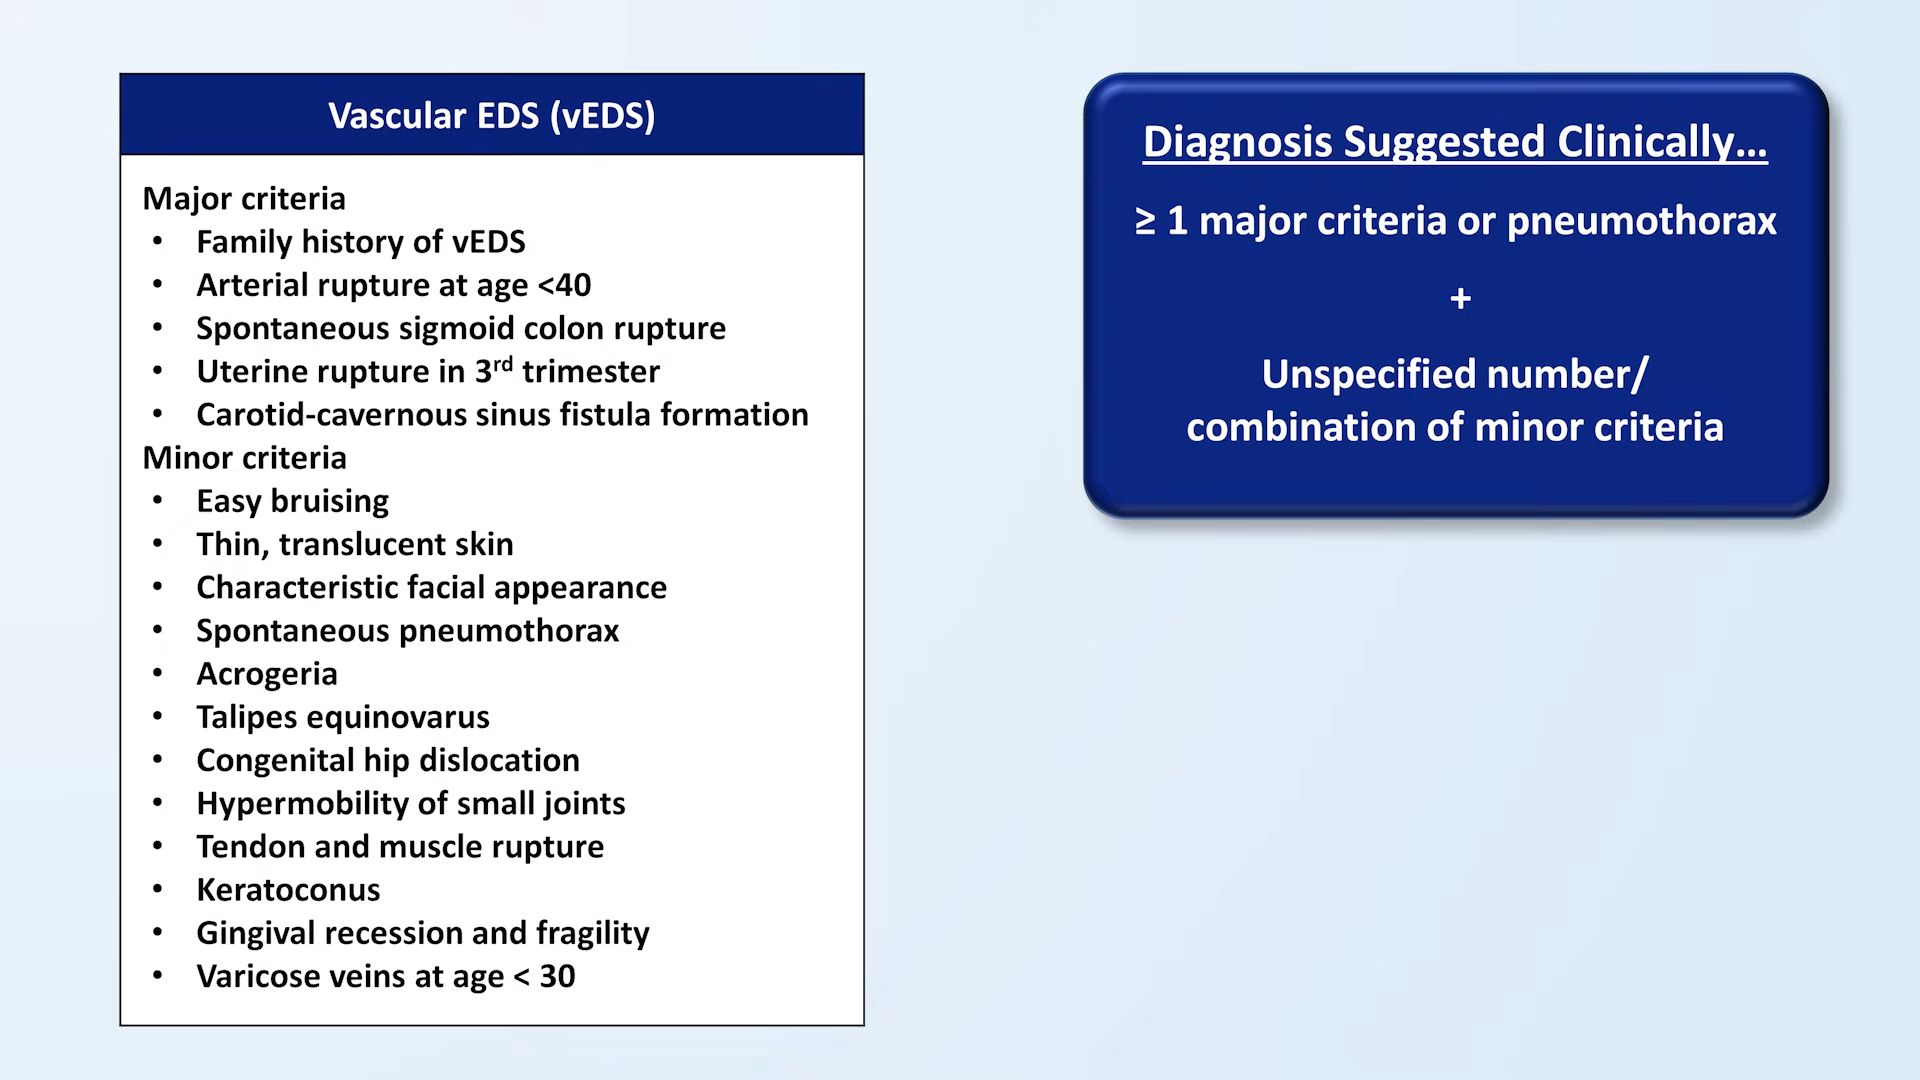 Vascular EDS (vEDS)
Major criteria
• Family history of vEDS
• Arterial rupture at age <40
• Spontaneous sigmoid colon rupture
• Uterine rupture in 3rd trimester
• Carotid-cavernous sinus fistula formation
Minor criteria
• Easy bruising
• Thin, translucent skin
• Characteristic facial appearance
• Spontaneous pneumothorax
• Acrogeria
• Talipes equinovarus
• Congenital hip dislocation
• Hypermobility of small joints
• Tendon and muscle rupture
• Keratoconus
• Gingival recession and fragility
• Varicose veins at age < 30
Diagnosis Suggested Clinically...
≥ 1 major criteria or pneumothorax
+
Unspecified number/
combination of minor criteria